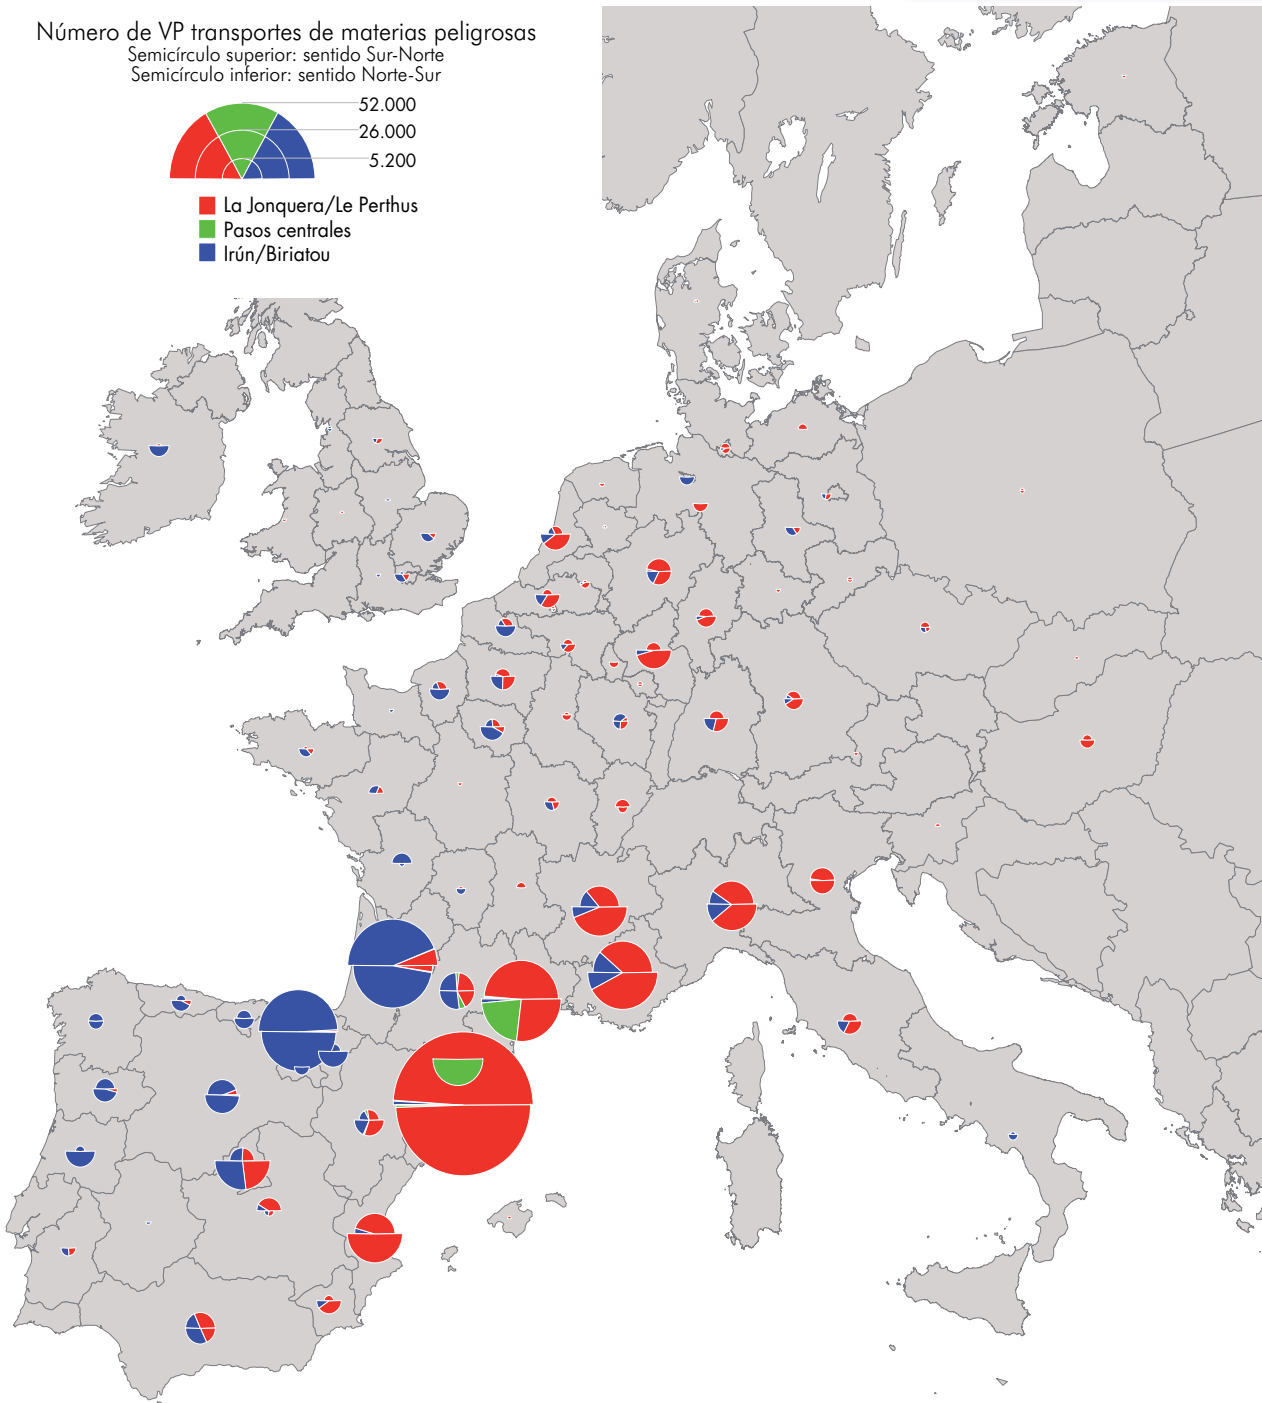 Número de VP transportes de materias peligrosas
Semicírculo superior: sentido Sur-Norte
Semicírculo inferior: sentido Norte-Sur
52.000
26.000
5.200
La Jonquera/Le Perthus
Pasos centrales
Irún/Biriatou